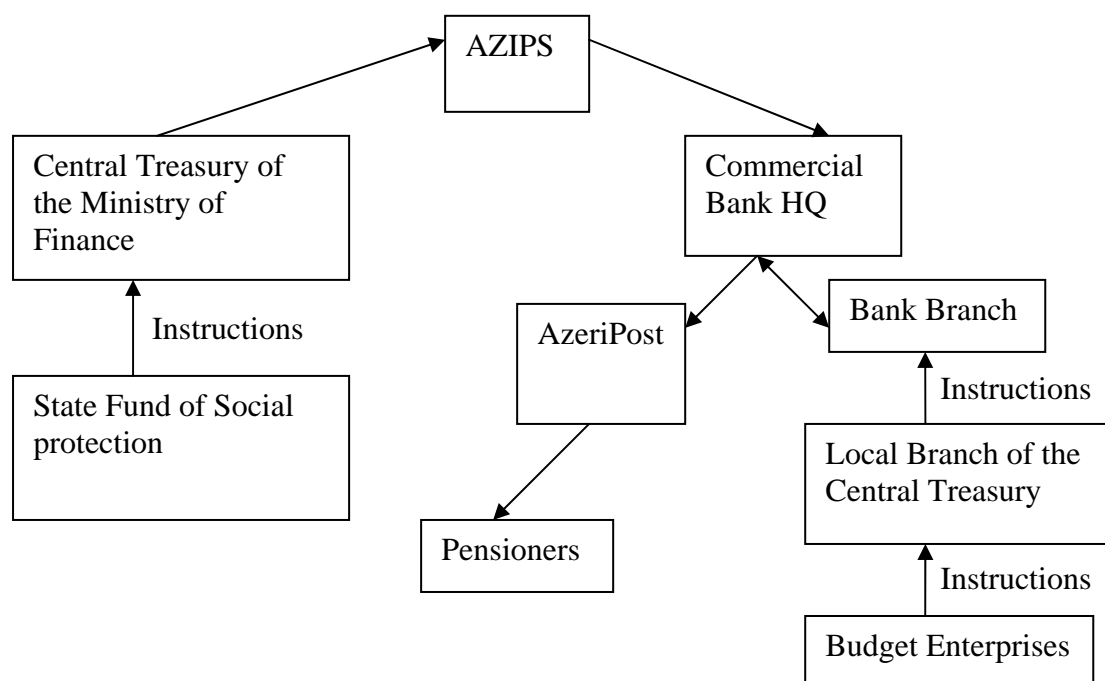 AZIPS
Central Treasury of
the Ministry of
Finance
Commercial
Bank HQ
Bank Branch
AzeriPost
Instructions
Instructions
State Fund of Social
protection
Local Branch of the
Central Treasury
Pensioners
Instructions
Budget Enterprises